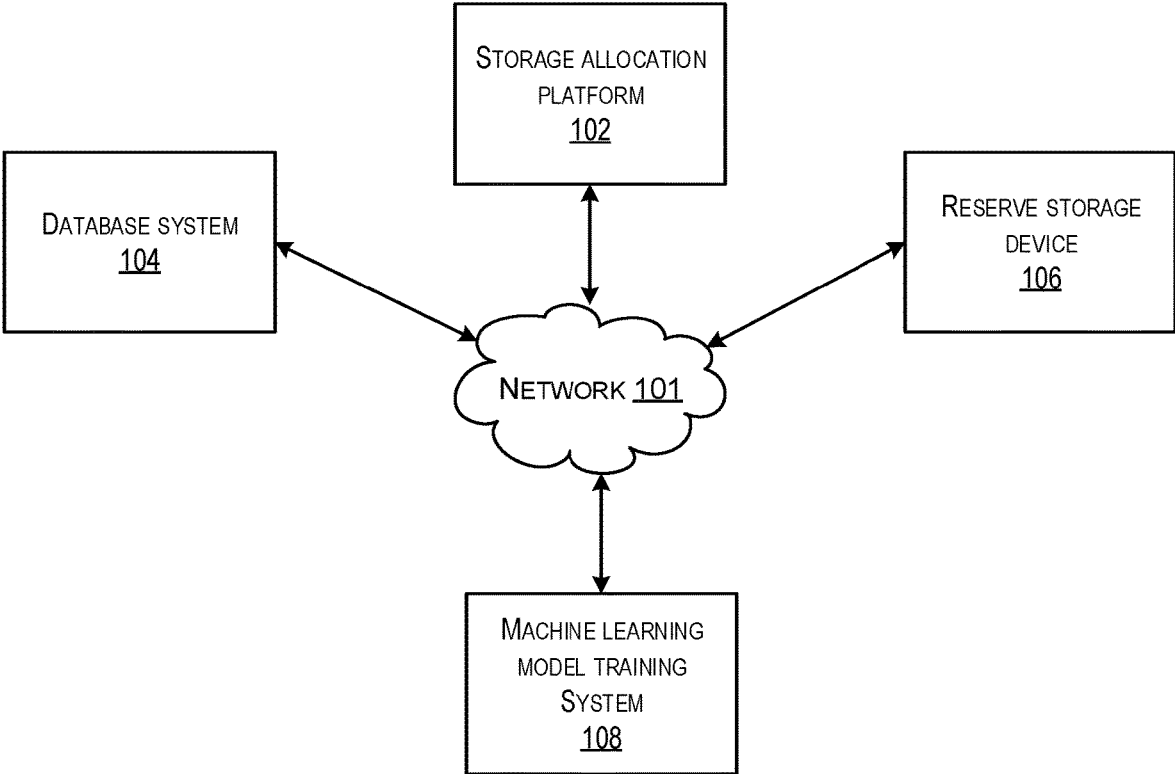 STORAGE ALLOCATION
PLATFORM
102
DATABASE SYSTEM
104
RESERVE STORAGE
DEVICE
106
NETWORK 101
MACHINE LEARNING
MODEL TRAINING
SYSTEM
108